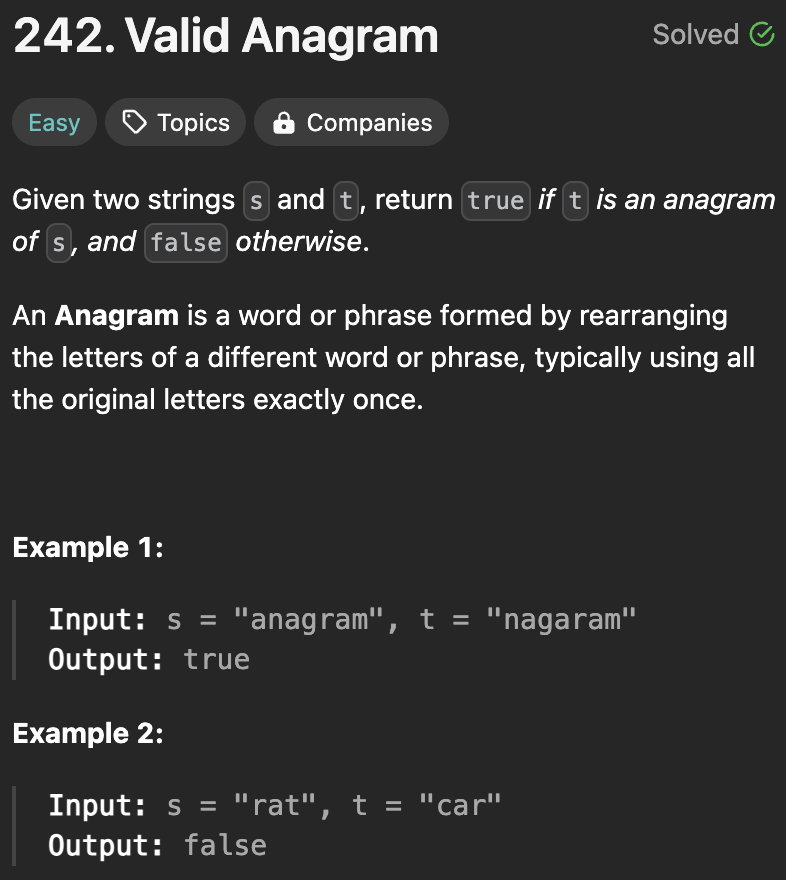 242. Valid Anagram
Solved
Easy
Topics
Companies
Given two strings s and t, return true if t is an anagram
of s, and false otherwise.
An Anagram is a word or phrase formed by rearranging
the letters of a different word or phrase, typically using all
the original letters exactly once.
Example 1:
Input: s = "anagram", t = "nagaram"
Output: true
Example 2:
Input: s = "rat", t = "car"
Output: false